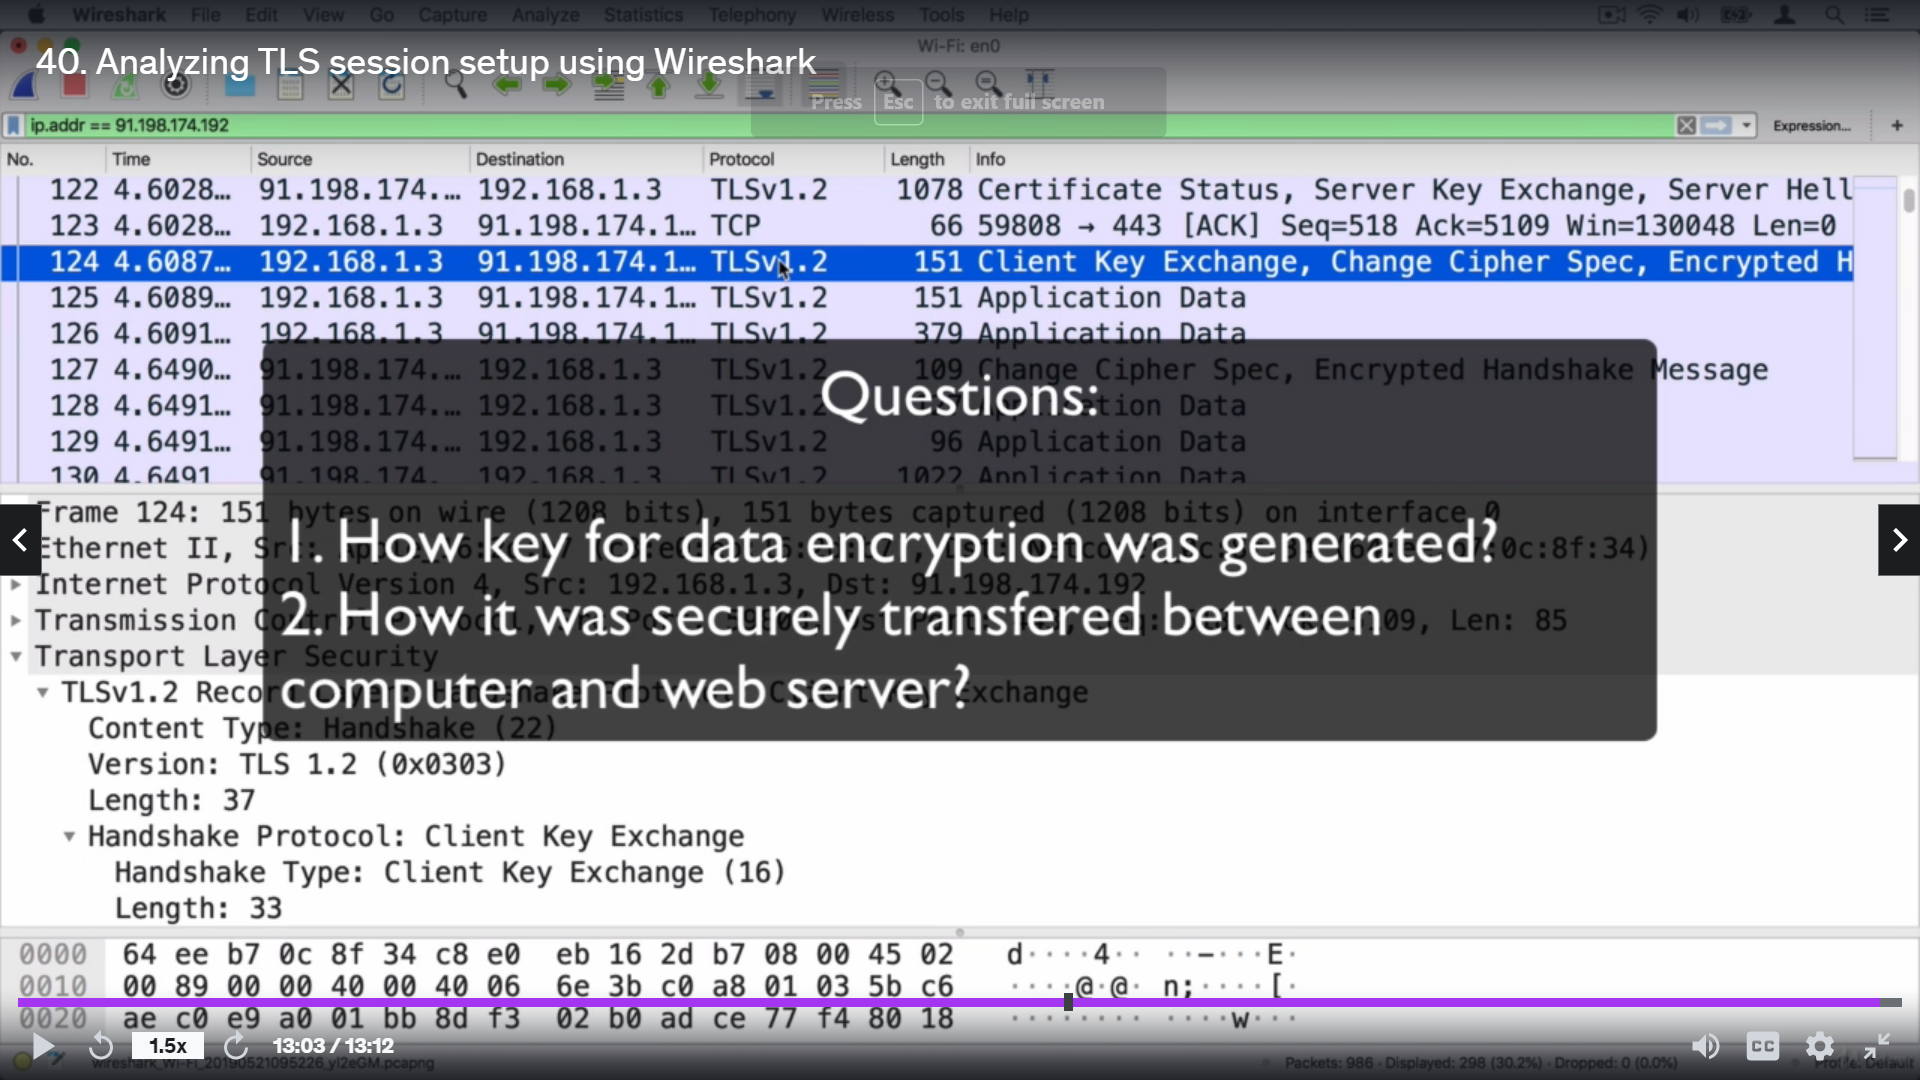 Wireshark File Edit View Go Capture Analyze Statistics Telephony Wireless Tools Help
Wi-Fi: en0
40. Analyzing TLS session setup using Wireshark
Press Esc to exit full screen
ip.addr == 91.198.174.192 Expression... +
No. Time Source Destination Protocol Length Info
122 4.6028… 91.198.174.… 192.168.1.3 TLSv1.2 1078 Certificate Status, Server Key Exchange, Server Hell
123 4.6028… 192.168.1.3 91.198.174.1… TCP 66 59808 → 443 [ACK] Seq=518 Ack=5109 Win=130048 Len=0
124 4.6087… 192.168.1.3 91.198.174.1… TLSv1.2 151 Client Key Exchange, Change Cipher Spec, Encrypted H
125 4.6089… 192.168.1.3 91.198.174.1… TLSv1.2 151 Application Data
126 4.6091… 192.168.1.3 91.198.174.1… TLSv1.2 379 Application Data
127 4.6490… 91.198.174.… 192.168.1.3 TLSv1.2 109 Change Cipher Spec, Encrypted Handshake Message
128 4.6491… 91.198.174.… 192.168.1.3 TLSv1.2 Application Data
129 4.6491… 91.198.174.… 192.168.1.3 TLSv1.2 96 Application Data
130 4.6491 91.198.174. 192.168.1.3 TLSv1.2 1022 Application Data
Questions:
1. How key for data encryption was generated?
2. How it was securely transfered between
computer and web server?
Frame 124: 151 bytes on wire (1208 bits), 151 bytes captured (1208 bits) on interface 0
Ethernet II, Src: 0c:8f:34)
Internet Protocol Version 4, Src: 192.168.1.3, Dst: 91.198.174.192
Transmission Control Protocol, Len: 85
Transport Layer Security
TLSv1.2 Record Layer: Handshake Protocol: Client Key Exchange
Content Type: Handshake (22)
Version: TLS 1.2 (0x0303)
Length: 37
Handshake Protocol: Client Key Exchange
Handshake Type: Client Key Exchange (16)
Length: 33
0000 64 ee b7 0c 8f 34 c8 e0 eb 16 2d b7 08 00 45 02 d····4·· ··-···E·
0010 00 89 00 00 40 00 40 06 6e 3b c0 a8 01 03 5b c6 ····@·@· n;····[·
0020 ae c0 e9 a0 01 bb 8d f3 02 b0 ad ce 77 f4 80 18 ········ ····w···
1.5x 13:03 / 13:12 CC
wireshark_Wi-Fi_20190521095226_yl2eGM.pcapng Packets: 986 · Displayed: 298 (30.2%) · Dropped: 0 (0.0%) Profile: Default